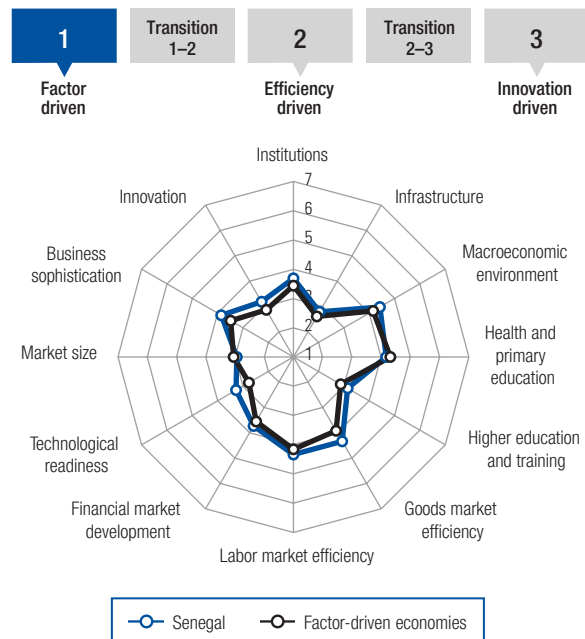 1
Transition
1–2
2
Transition
2–3
3
Factor
driven
Efficiency
driven
Innovation
driven
Institutions
Infrastructure
Macroeconomic
environment
Health and
primary
education
Higher education
and training
Goods market
efficiency
Labor market efficiency
Financial market
development
Technological
readiness
Market size
Business
sophistication
Innovation
7
6
5
4
3
2
1
Senegal
Factor-driven economies